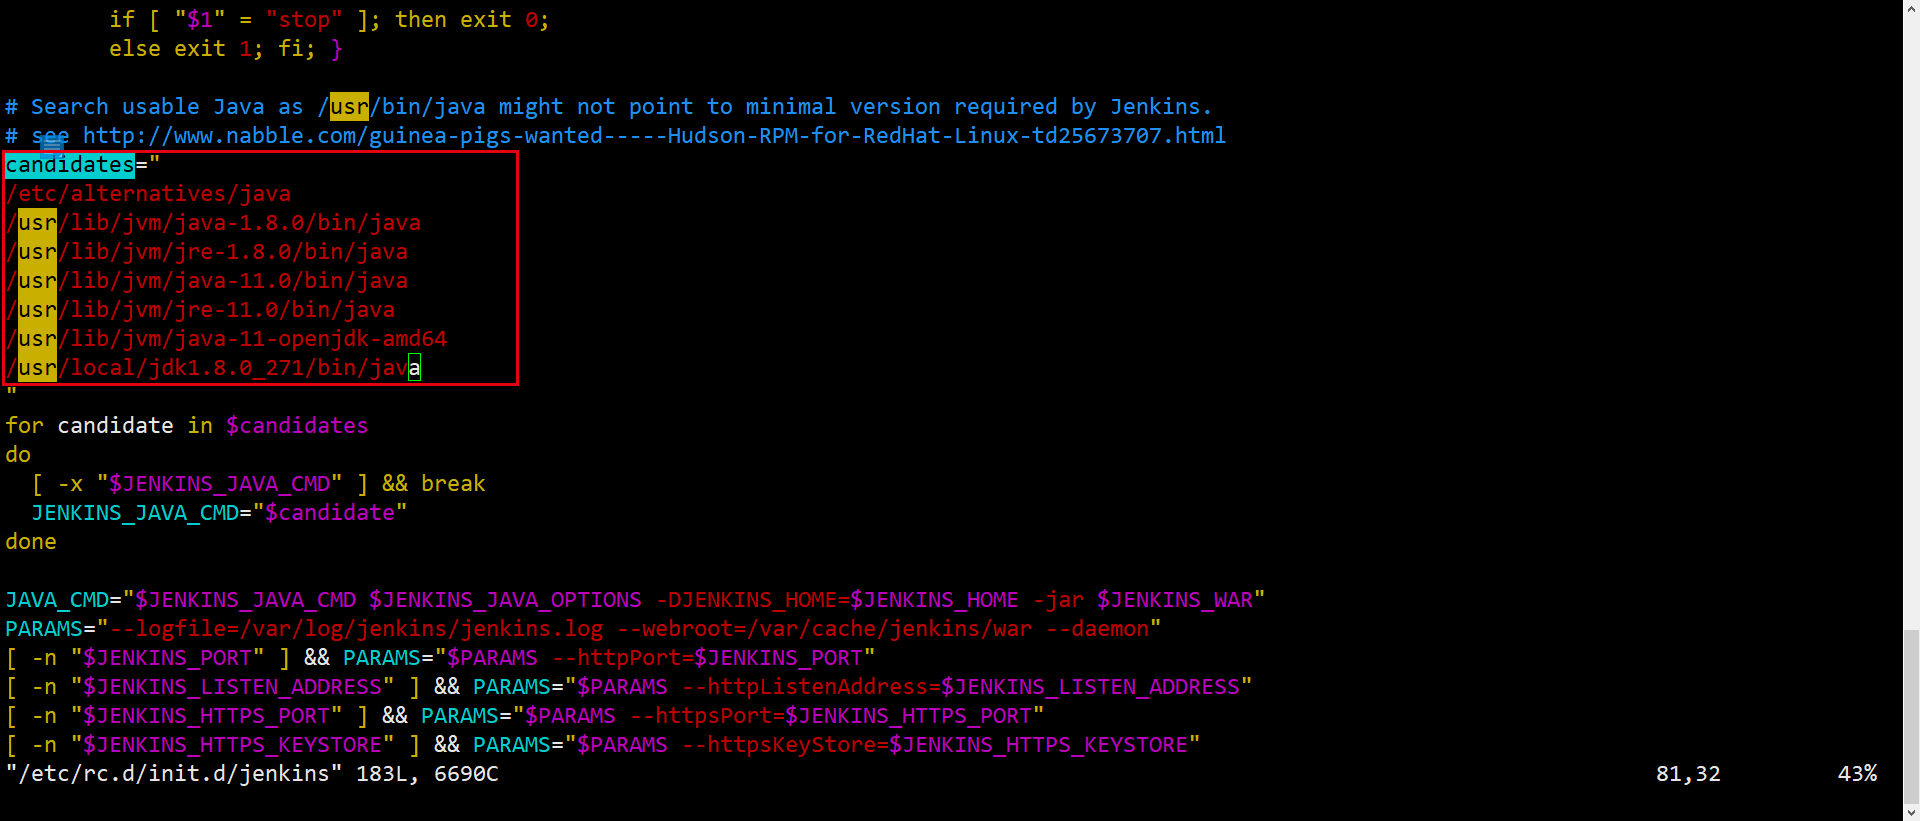 if [ "$1" = "stop" ]; then exit 0;
        else exit 1; fi; }

# Search usable Java as /usr/bin/java might not point to minimal version required by Jenkins.
# see http://www.nabble.com/guinea-pigs-wanted-----Hudson-RPM-for-RedHat-Linux-td25673707.html
candidates="
/etc/alternatives/java
/usr/lib/jvm/java-1.8.0/bin/java
/usr/lib/jvm/jre-1.8.0/bin/java
/usr/lib/jvm/java-11.0/bin/java
/usr/lib/jvm/jre-11.0/bin/java
/usr/lib/jvm/java-11-openjdk-amd64
/usr/local/jdk1.8.0_271/bin/java
"
for candidate in $candidates
do
  [ -x "$JENKINS_JAVA_CMD" ] && break
  JENKINS_JAVA_CMD="$candidate"
done

JAVA_CMD="$JENKINS_JAVA_CMD $JENKINS_JAVA_OPTIONS -DJENKINS_HOME=$JENKINS_HOME -jar $JENKINS_WAR"
PARAMS="--logfile=/var/log/jenkins/jenkins.log --webroot=/var/cache/jenkins/war --daemon"
[ -n "$JENKINS_PORT" ] && PARAMS="$PARAMS --httpPort=$JENKINS_PORT"
[ -n "$JENKINS_LISTEN_ADDRESS" ] && PARAMS="$PARAMS --httpListenAddress=$JENKINS_LISTEN_ADDRESS"
[ -n "$JENKINS_HTTPS_PORT" ] && PARAMS="$PARAMS --httpsPort=$JENKINS_HTTPS_PORT"
[ -n "$JENKINS_HTTPS_KEYSTORE" ] && PARAMS="$PARAMS --httpsKeyStore=$JENKINS_HTTPS_KEYSTORE"
"/etc/rc.d/init.d/jenkins" 183L, 6690C 81,32 43%